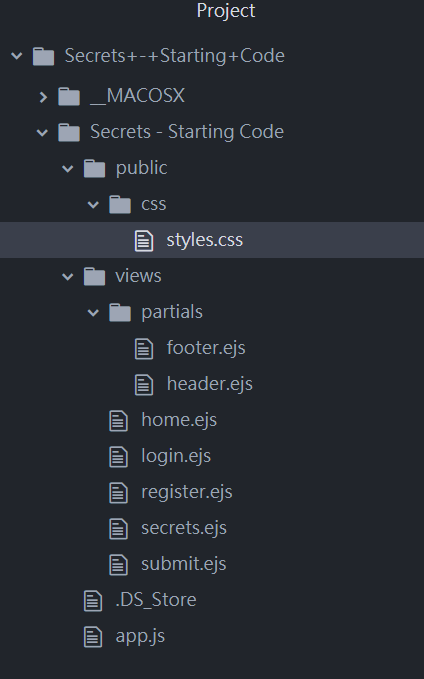 Project
Secrets+-+Starting+Code
__MACOSX
Secrets - Starting Code
public
css
styles.css
views
partials
footer.ejs
header.ejs
home.ejs
login.ejs
register.ejs
secrets.ejs
submit.ejs
.DS_Store
app.js